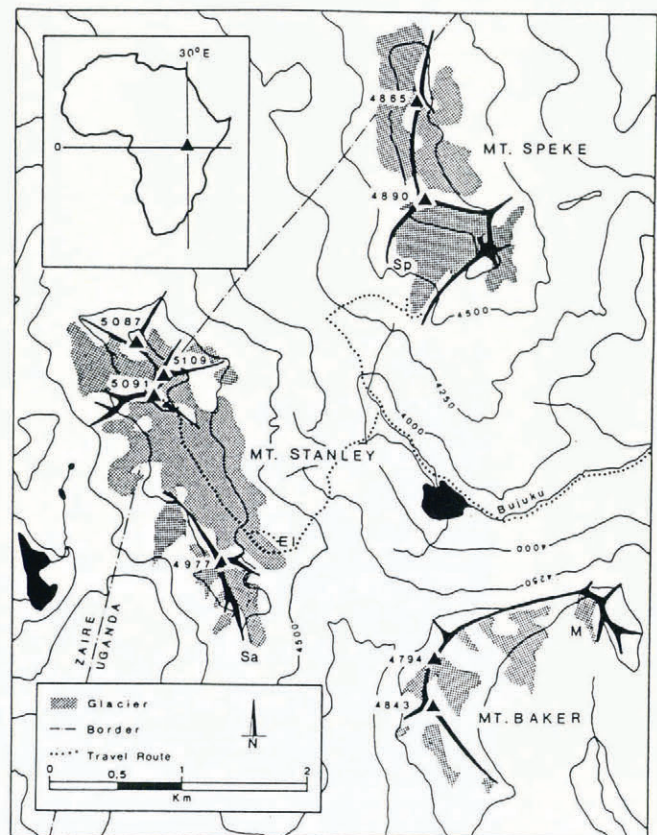 30°E
0
4865
MT. SPEKE
4890
Sp
4500
5087
5109
5091
4250
4000
MT. STANLEY
Bujuku
El
4000
4250
4977
ZAIRE
UGANDA
Sa
4500
M
4794
4843
MT. BAKER
Glacier
Border
Travel Route
N
0 0,5 1 2
Km